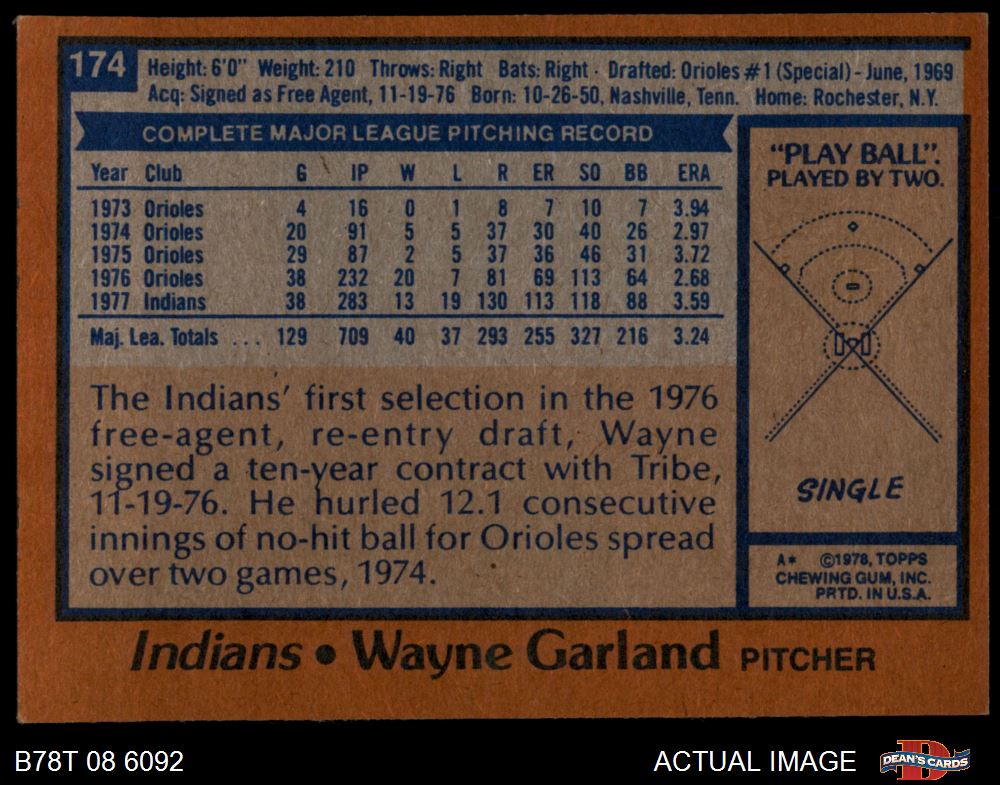 174
Height: 6'0" Weight: 210 Throws: Right Bats: Right · Drafted: Orioles #1 (Special) - June, 1969
Acq: Signed as Free Agent, 11-19-76 Born: 10-26-50, Nashville, Tenn. Home: Rochester, N.Y.
COMPLETE MAJOR LEAGUE PITCHING RECORD
Year Club G IP W L R ER SO BB ERA
1973 Orioles 4 16 0 1 8 7 10 7 3.94
1974 Orioles 20 91 5 5 37 30 40 26 2.97
1975 Orioles 29 87 2 5 37 36 46 31 3.72
1976 Orioles 38 232 20 7 81 69 113 64 2.68
1977 Indians 38 283 13 19 130 113 118 88 3.59
Maj. Lea. Totals ... 129 709 40 37 293 255 327 216 3.24
The Indians' first selection in the 1976
free-agent, re-entry draft, Wayne
signed a ten-year contract with Tribe,
11-19-76. He hurled 12.1 consecutive
innings of no-hit ball for Orioles spread
over two games, 1974.
"PLAY BALL".
PLAYED BY TWO.
SINGLE
A* ©1978, TOPPS
CHEWING GUM, INC.
PRTD. IN U.S.A.
Indians • Wayne Garland PITCHER
B78T 08 6092
ACTUAL IMAGE
D
DEAN'S CARDS